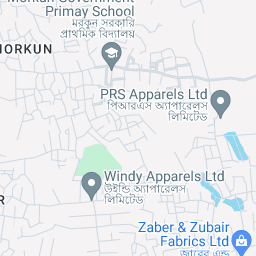 Morkun Government
Primay School
মরকুন সরকারি
প্রাথমিক বিদ্যালয়
MORKUN
PRS Apparels Ltd
পিআরএস অ্যাপারেলস
লিমিটেড
Windy Apparels Ltd
উইন্ডি অ্যাপারেলস
লিমিটেড
R
Zaber & Zubair
Fabrics Ltd
জাবের এন্ড